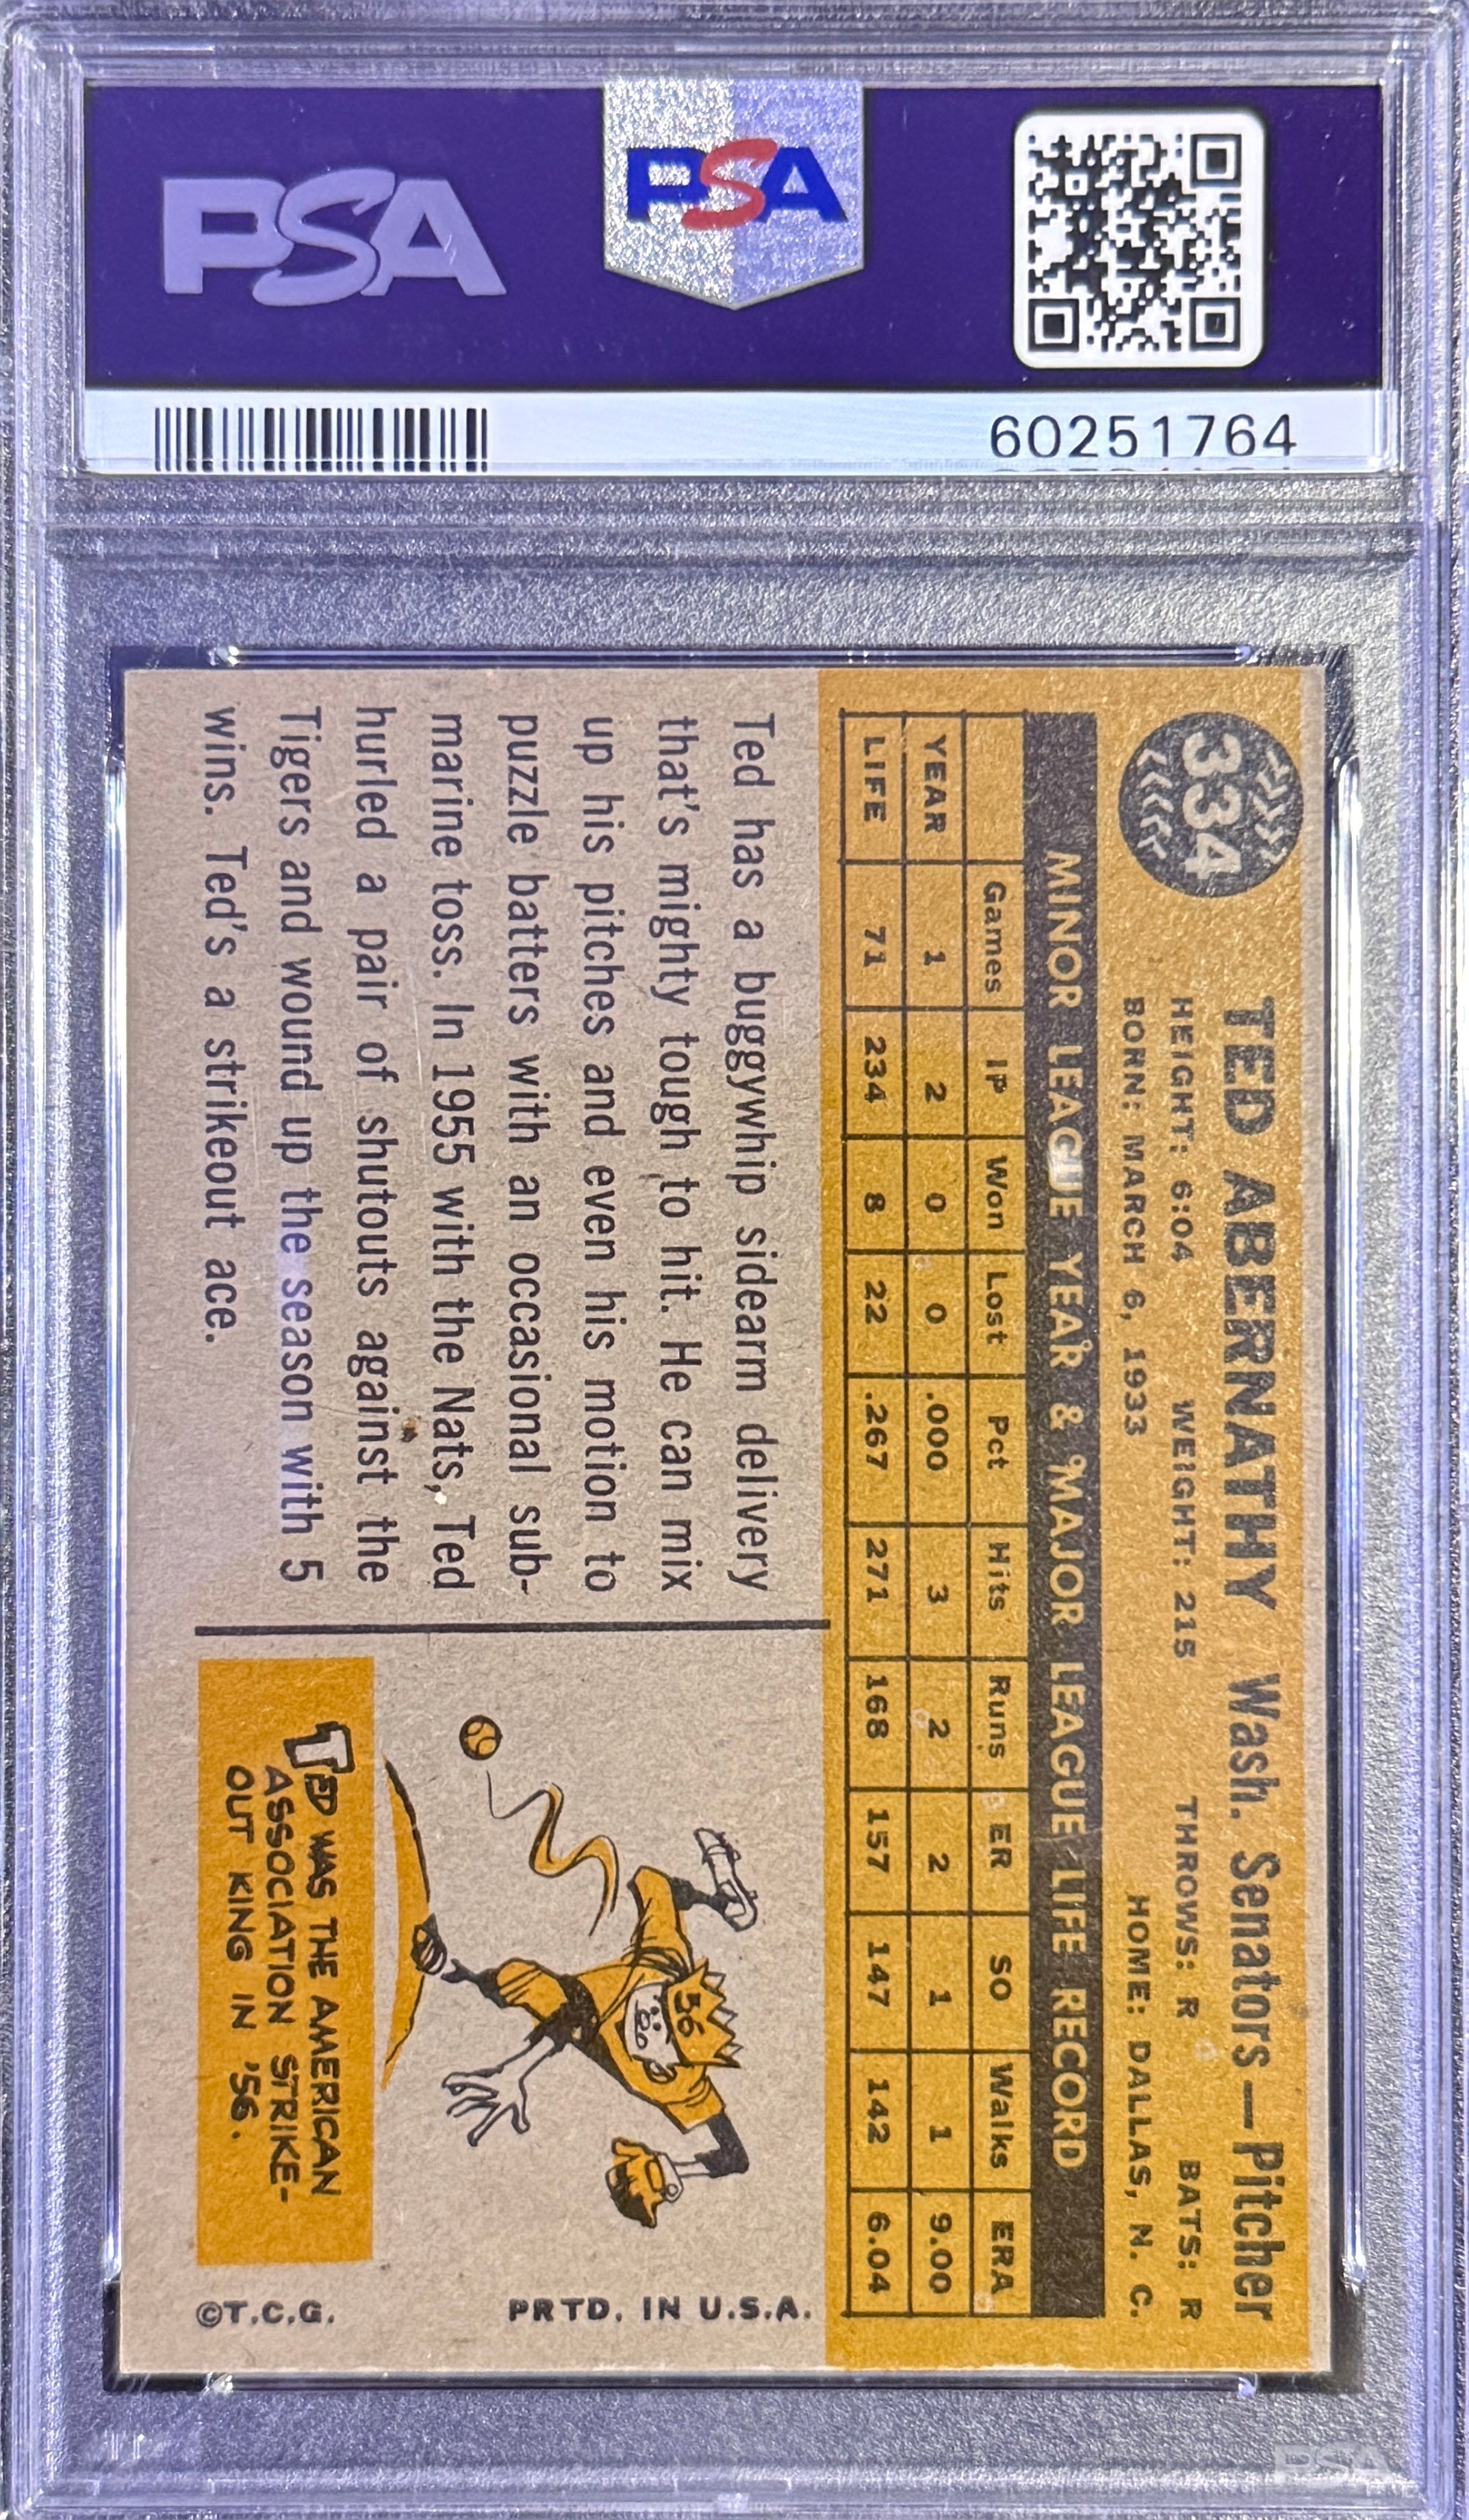 PSA
PSA
60251764
334
TED ABERNATHY Wash. Senators—Pitcher
HEIGHT: 6:04 WEIGHT: 215 THROWS: R BATS: R
BORN: MARCH 6, 1933 HOME: DALLAS, N. C.
MINOR LEAGUE YEAR & MAJOR LEAGUE LIFE RECORD
Games IP Won Lost Pct Hits Runs ER SO Walks ERA
YEAR 1 2 0 0 .000 3 2 2 1 1 9.00
LIFE 71 234 8 22 .267 271 168 157 147 142 6.04
Ted has a buggywhip sidearm delivery
that's mighty tough to hit. He can mix
up his pitches and even his motion to
puzzle batters with an occasional sub-
marine toss. In 1955 with the Nats, Ted
hurled a pair of shutouts against the
Tigers and wound up the season with 5
wins. Ted's a strikeout ace.
56
TED WAS THE AMERICAN
ASSOCIATION STRIKE-
OUT KING IN '56.
PRTD. IN U.S.A.
©T.C.G.
PSA